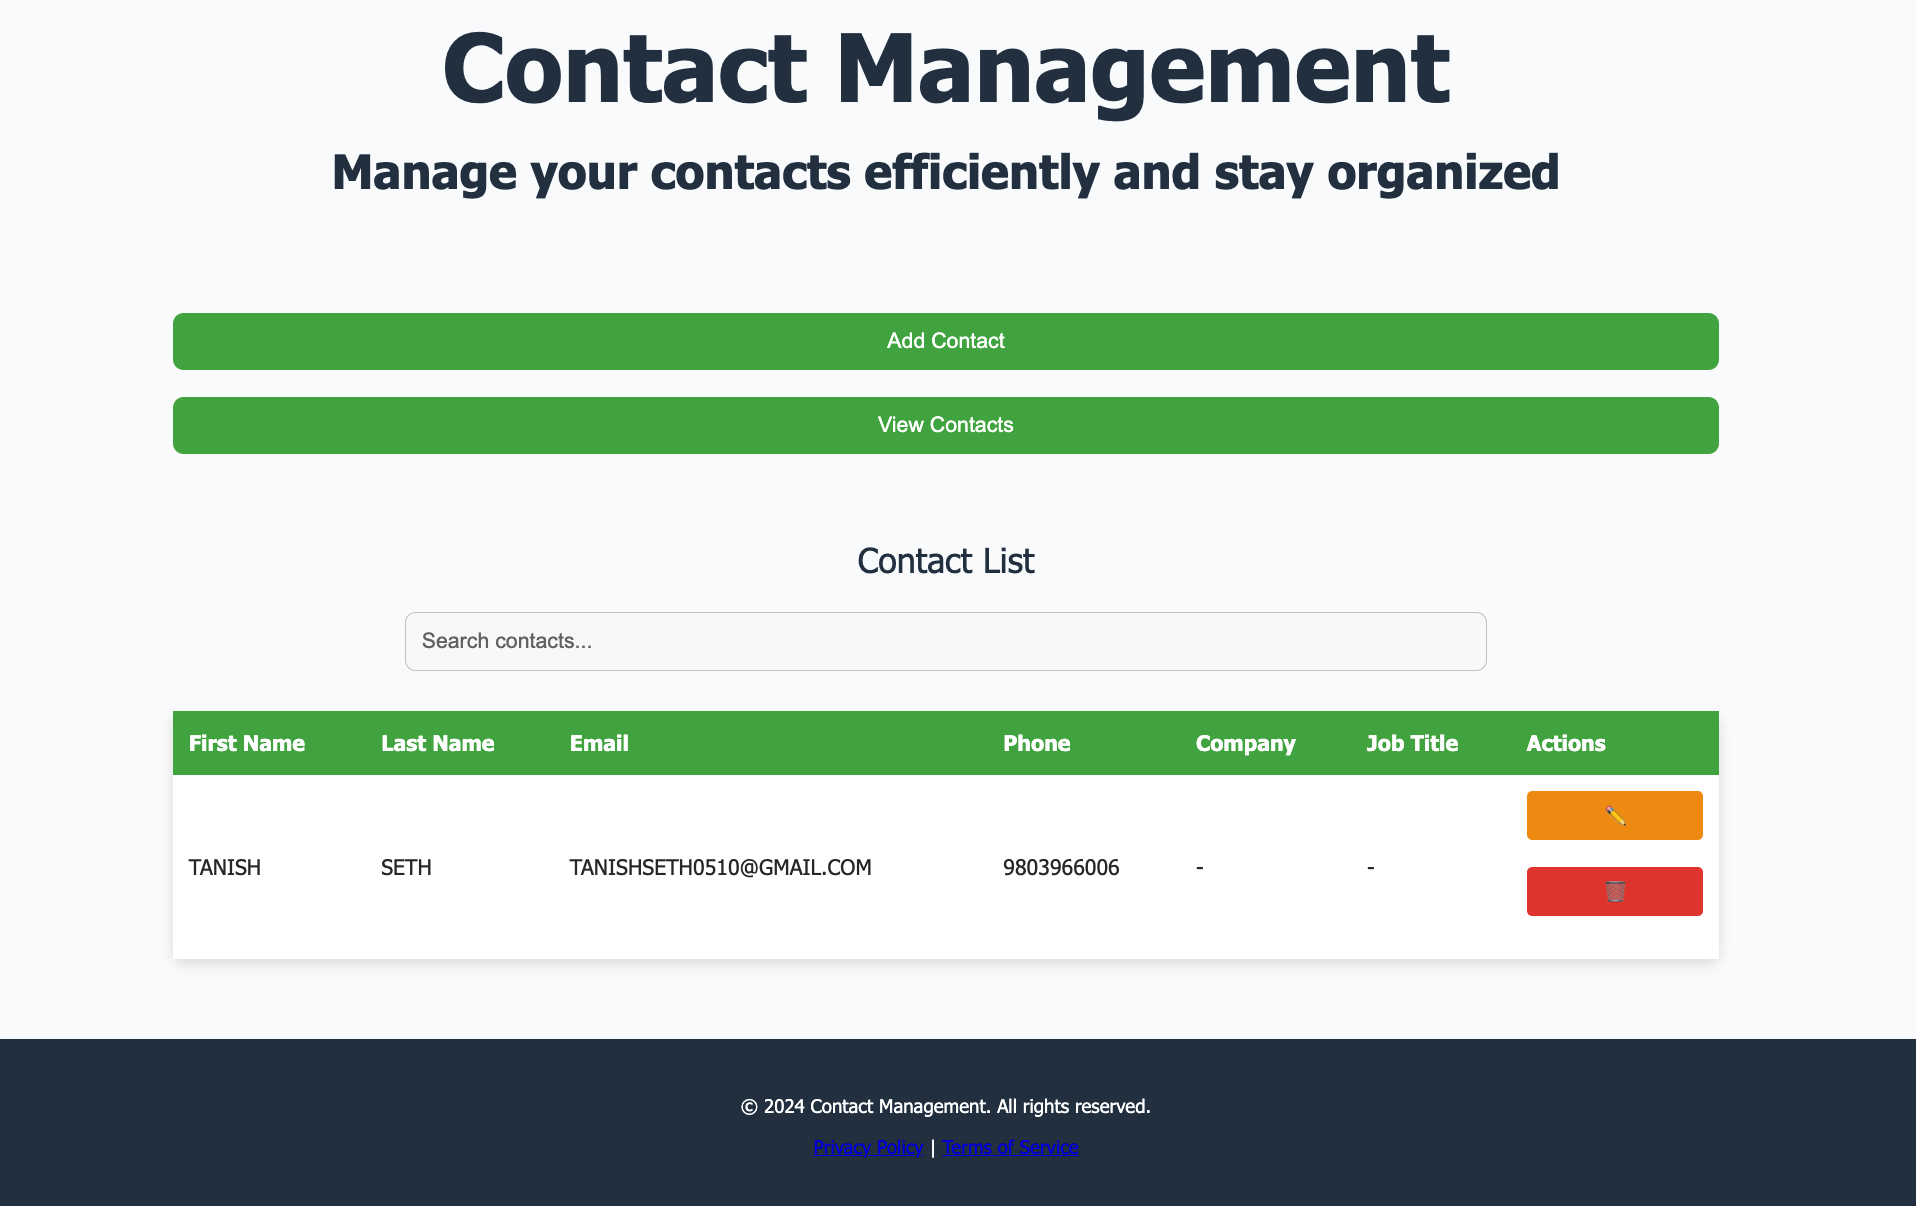 Contact Management
Manage your contacts efficiently and stay organized
Add Contact
View Contacts
Contact List
Search contacts...
First Name Last Name Email Phone Company Job Title Actions
TANISH SETH TANISHSETH0510@GMAIL.COM 9803966006 - -
© 2024 Contact Management. All rights reserved.
Privacy Policy | Terms of Service